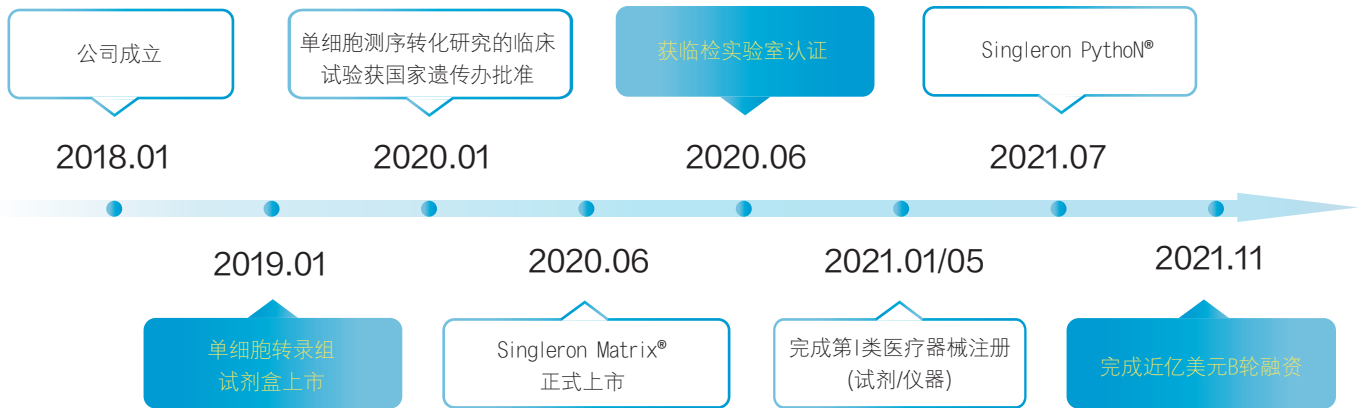 公司成立
单细胞测序转化研究的临床
试验获国家遗传办批准
获临检实验室认证
Singleron PythoN®
2018.01
2020.01
2020.06
2021.07
2019.01
2020.06
2021.01/05
2021.11
单细胞转录组
试剂盒上市
Singleron Matrix®
正式上市
完成第I类医疗器械注册
(试剂/仪器)
完成近亿美元B轮融资